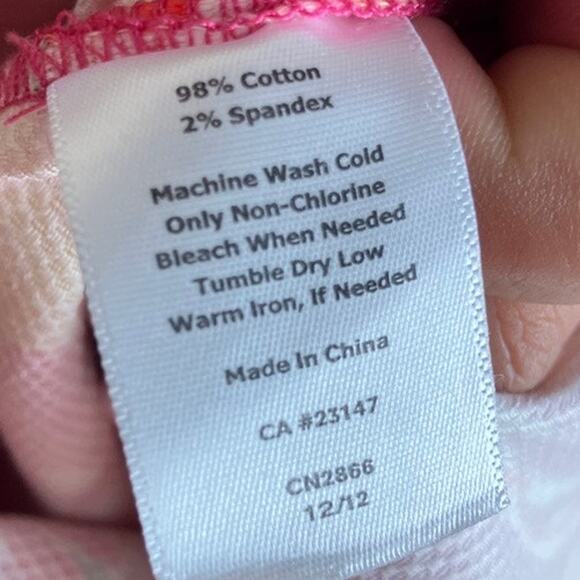 98% Cotton
2% Spandex
Machine Wash Cold
Only Non-Chlorine
Bleach When Needed
Tumble Dry Low
Warm Iron, If Needed
Made In China
CA #23147
CN2866
12/12